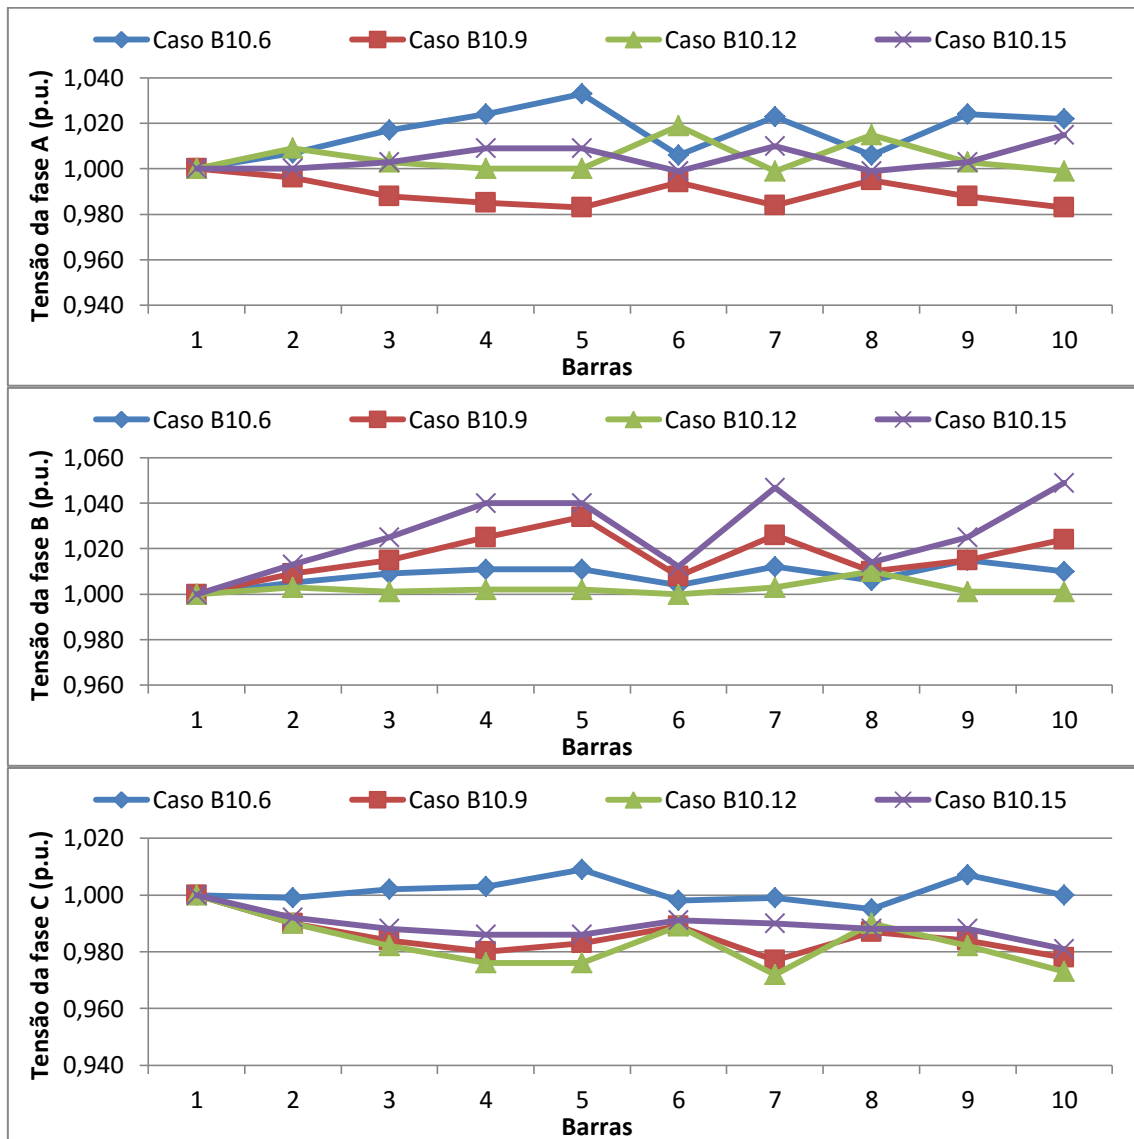 Caso B10.6 Caso B10.9 Caso B10.12 Caso B10.15
Tensão da fase A (p.u.)
1,040
1,020
1,000
0,980
0,960
0,940
1 2 3 4 5 6 7 8 9 10
Barras
Caso B10.6 Caso B10.9 Caso B10.12 Caso B10.15
Tensão da fase B (p.u.)
1,060
1,040
1,020
1,000
0,980
0,960
1 2 3 4 5 6 7 8 9 10
Barras
Caso B10.6 Caso B10.9 Caso B10.12 Caso B10.15
Tensão da fase C (p.u.)
1,020
1,000
0,980
0,960
0,940
1 2 3 4 5 6 7 8 9 10
Barras